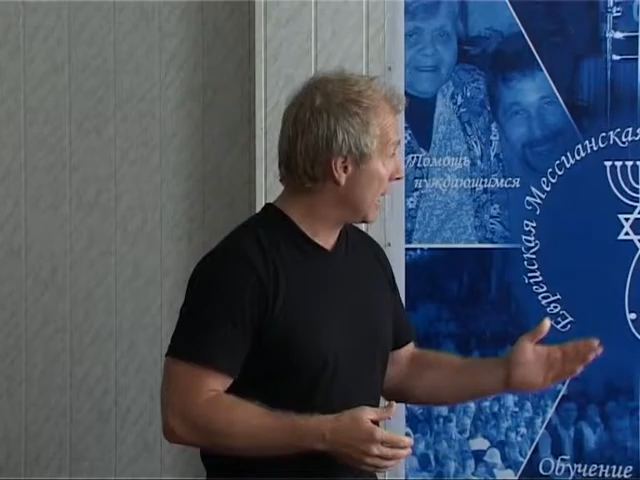 Помощь
нуждающимся
Еврейская Мессианская
Обучение